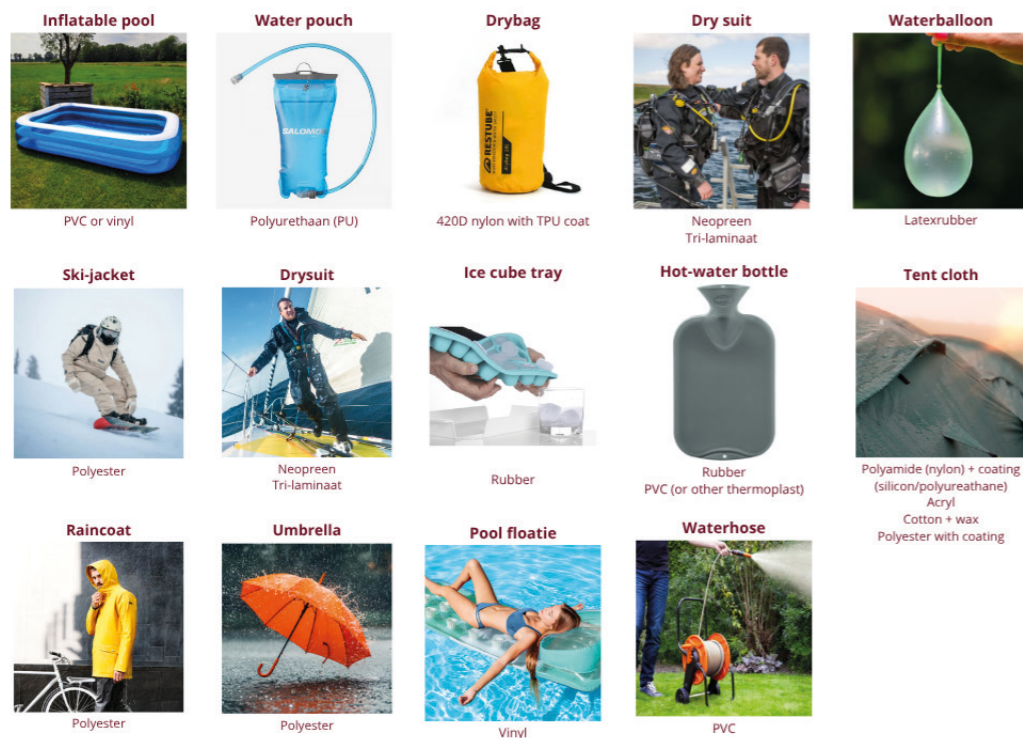 Inflatable pool
Water pouch
Drybag
Dry suit
Waterballoon
SALOMO
RESTUBE
PVC or vinyl
Polyurethaan (PU)
420D nylon with TPU coat
Neopreen
Tri-laminaat
Latexrubber
Ski-jacket
Drysuit
Ice cube tray
Hot-water bottle
Tent cloth
Polyester
Neopreen
Tri-laminaat
Rubber
Rubber
PVC (or other thermoplast)
Polyamide (nylon) + coating
(silicon/polyureathane)
Acryl
Cotton + wax
Polyester with coating
Raincoat
Umbrella
Pool floatie
Waterhose
Polyester
Polyester
Vinyl
PVC